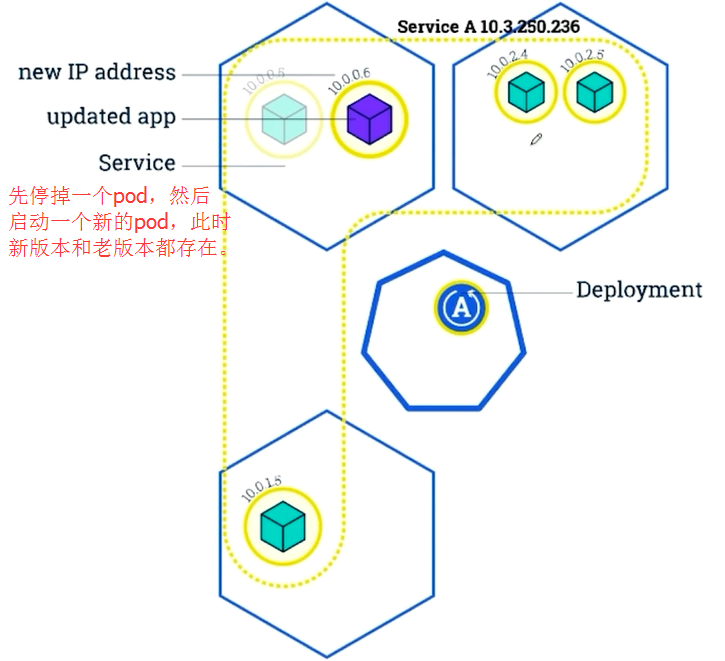 Service A 10.3.250.236
new IP address
10.0.0.5
10.0.0.6
10.0.2.4
10.0.2.5
updated app
Service
先停掉一个pod，然后
启动一个新的pod，此时
新版本和老版本都存在。
A
Deployment
10.0.1.5